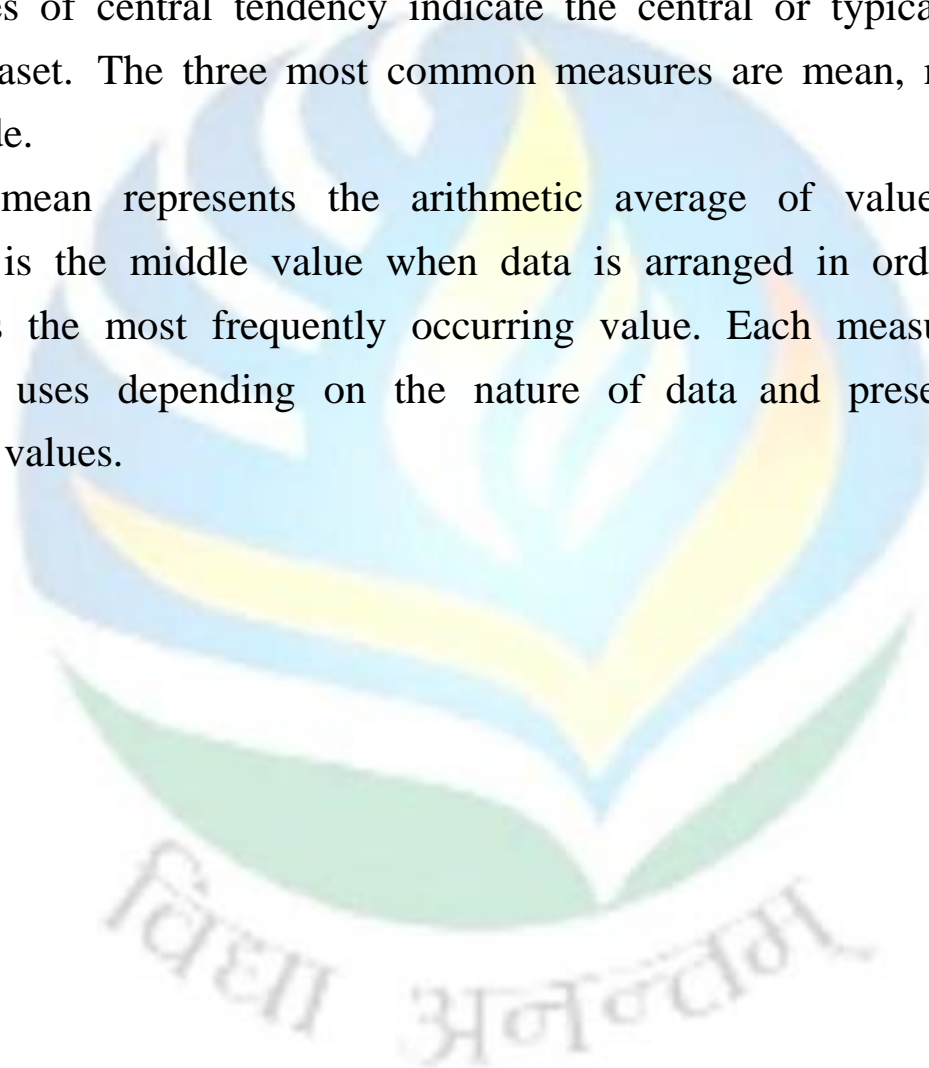 es of central tendency indicate the central or typica
aset. The three most common measures are mean, 
le.
mean represents the arithmetic average of value
is the middle value when data is arranged in ord
s the most frequently occurring value. Each measu
uses depending on the nature of data and prese
values.
विद्या अनन्तम्